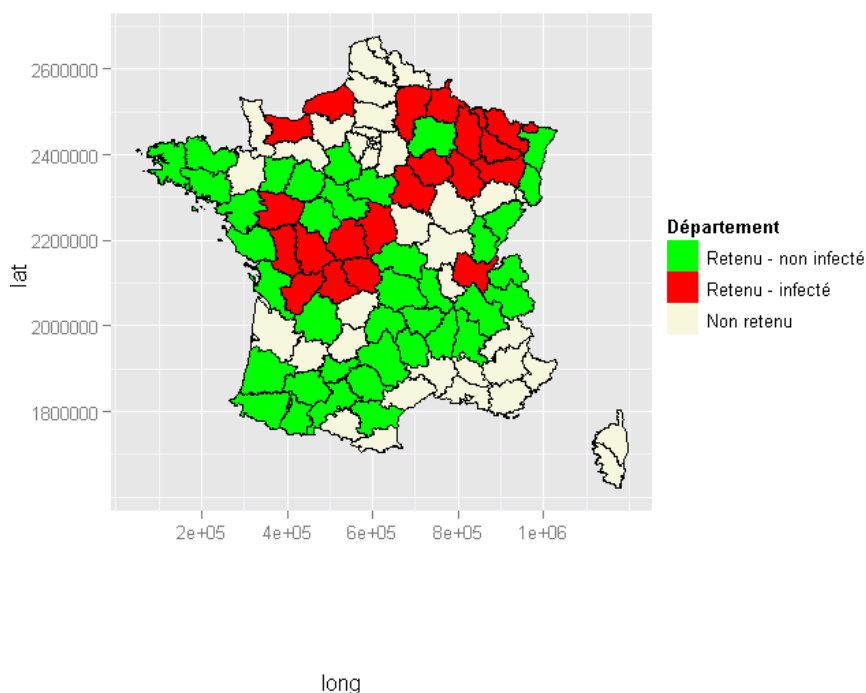 2600000
2400000
2200000
2000000
1800000
lat
2e+05 4e+05 6e+05 8e+05 1e+06
long
Département
Retenu - non infecté
Retenu - infecté
Non retenu